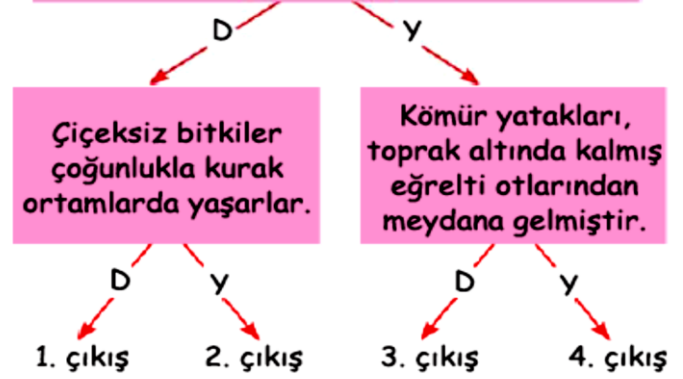 D
Y
Çiçeksiz bitkiler
çoğunlukla kurak
ortamlarda yaşarlar.
Kömür yatakları,
toprak altında kalmış
eğrelti otlarından
meydana gelmiştir.
D
Y
D
Y
1. çıkış
2. çıkış
3. çıkış
4. çıkış